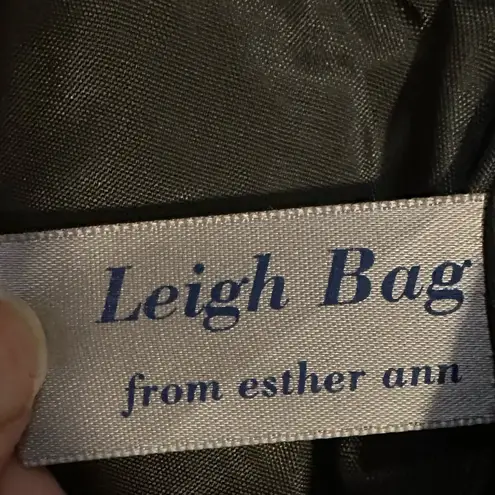 Leigh Bag
from esther ann